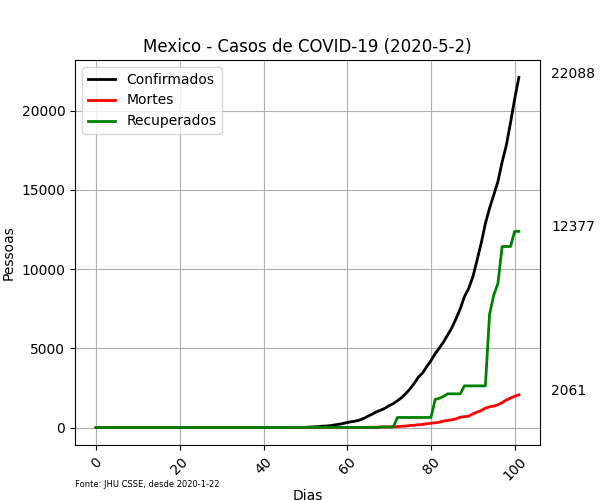 Mexico - Casos de COVID-19 (2020-5-2)
Confirmados
Mortes
Recuperados
22088
12377
2061
Pessoas
20000
15000
10000
5000
0
0
20
40
60
80
100
Fonte: JHU CSSE, desde 2020-1-22
Dias